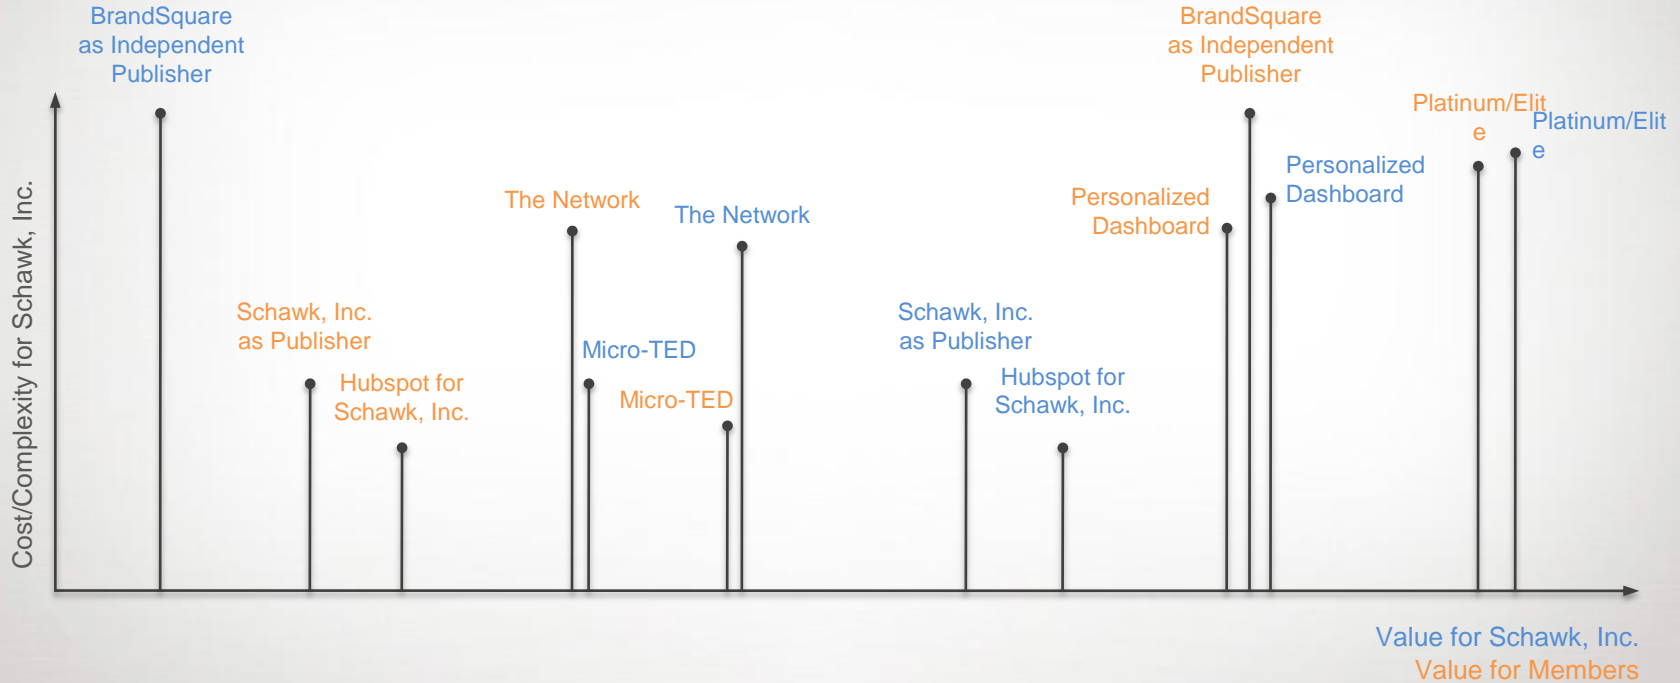 BrandSquare
as Independent
Publisher
BrandSquare
as Independent
Publisher
Platinum/Elit
e
Platinum/Elit
e
Personalized
Dashboard
Personalized
Dashboard
The Network
The Network
Schawk, Inc.
as Publisher
Schawk, Inc.
as Publisher
Micro-TED
Hubspot for
Schawk, Inc.
Micro-TED
Hubspot for
Schawk, Inc.
Cost/Complexity for Schawk, Inc.
Value for Schawk, Inc.
Value for Members